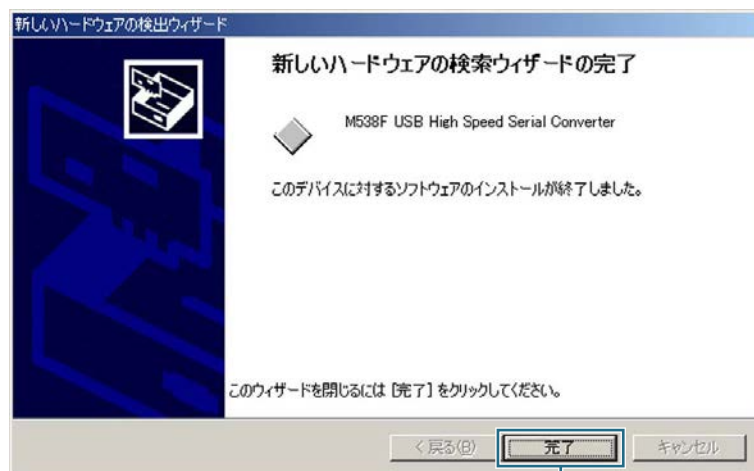 新しいハードウェアの検出ウィザード
新しいハードウェアの検索ウィザードの完了
M538F USB High Speed Serial Converter
このデバイスに対するソフトウェアのインストールが終了しました。
このウィザードを閉じるには [完了] をクリックしてください。
< 戻る(B)
完了
キャンセル